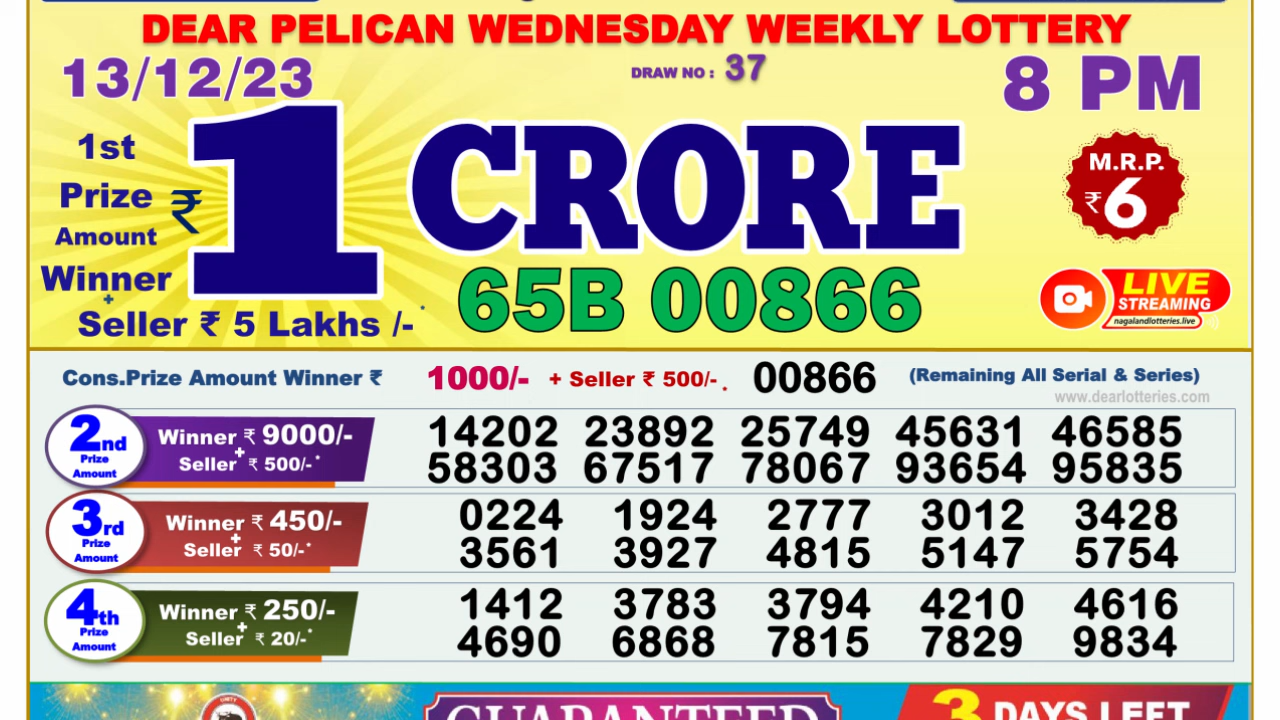 DEAR PELICAN WEDNESDAY WEEKLY LOTTERY
13/12/23
DRAW NO : 37
8 PM
1st
Prize
Amount
₹ 1 CRORE
M.R.P.
₹6
Winner
+
Seller ₹ 5 Lakhs /-*
65B 00866
LIVE
STREAMING
nagalandlotteries.live
Cons.Prize Amount Winner ₹ 1000/- + Seller ₹ 500/- . 00866 (Remaining All Serial & Series)
www.dearlotteries.com
2nd
Prize
Amount
Winner ₹ 9000/-
+
Seller ₹ 500/-*
14202 23892 25749 45631 46585
58303 67517 78067 93654 95835
3rd
Prize
Amount
Winner ₹ 450/-
+
Seller ₹ 50/-*
0224 1924 2777 3012 3428
3561 3927 4815 5147 5754
4th
Prize
Amount
Winner ₹ 250/-
+
Seller ₹ 20/-*
1412 3783 3794 4210 4616
4690 6868 7815 7829 9834
GUARANTEED
3 DAYS LEFT